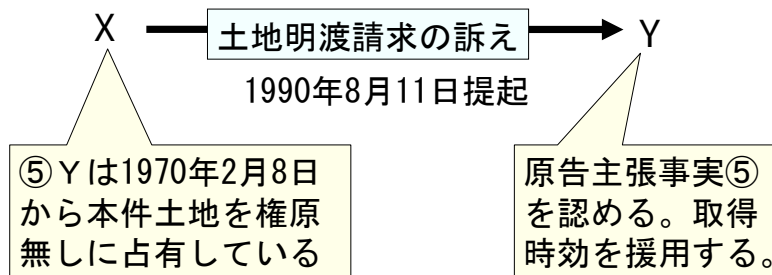 X 土地明渡請求の訴え Y
1990年8月11日提起
⑤Yは1970年2月8日
から本件土地を権原
無しに占有している
原告主張事実⑤
を認める。取得
時効を援用する。